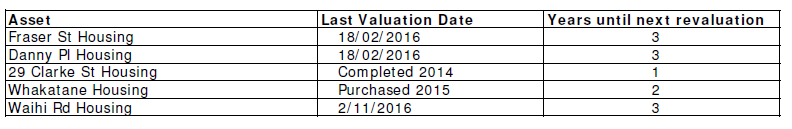 Asset Last Valuation Date Years until next revaluation
Fraser St Housing 18/02/2016 3
Danny Pl Housing 18/02/2016 3
29 Clarke St Housing Completed 2014 1
Whakatane Housing Purchased 2015 2
Waihi Rd Housing 2/11/2016 3